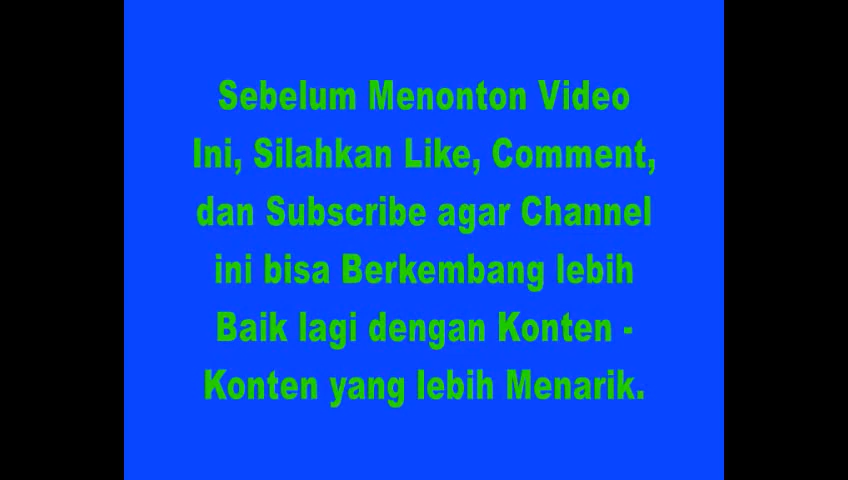 Sebelum Menonton Video
Ini, Silahkan Like, Comment,
dan Subscribe agar Channel
ini bisa Berkembang lebih
Baik lagi dengan Konten -
Konten yang lebih Menarik.